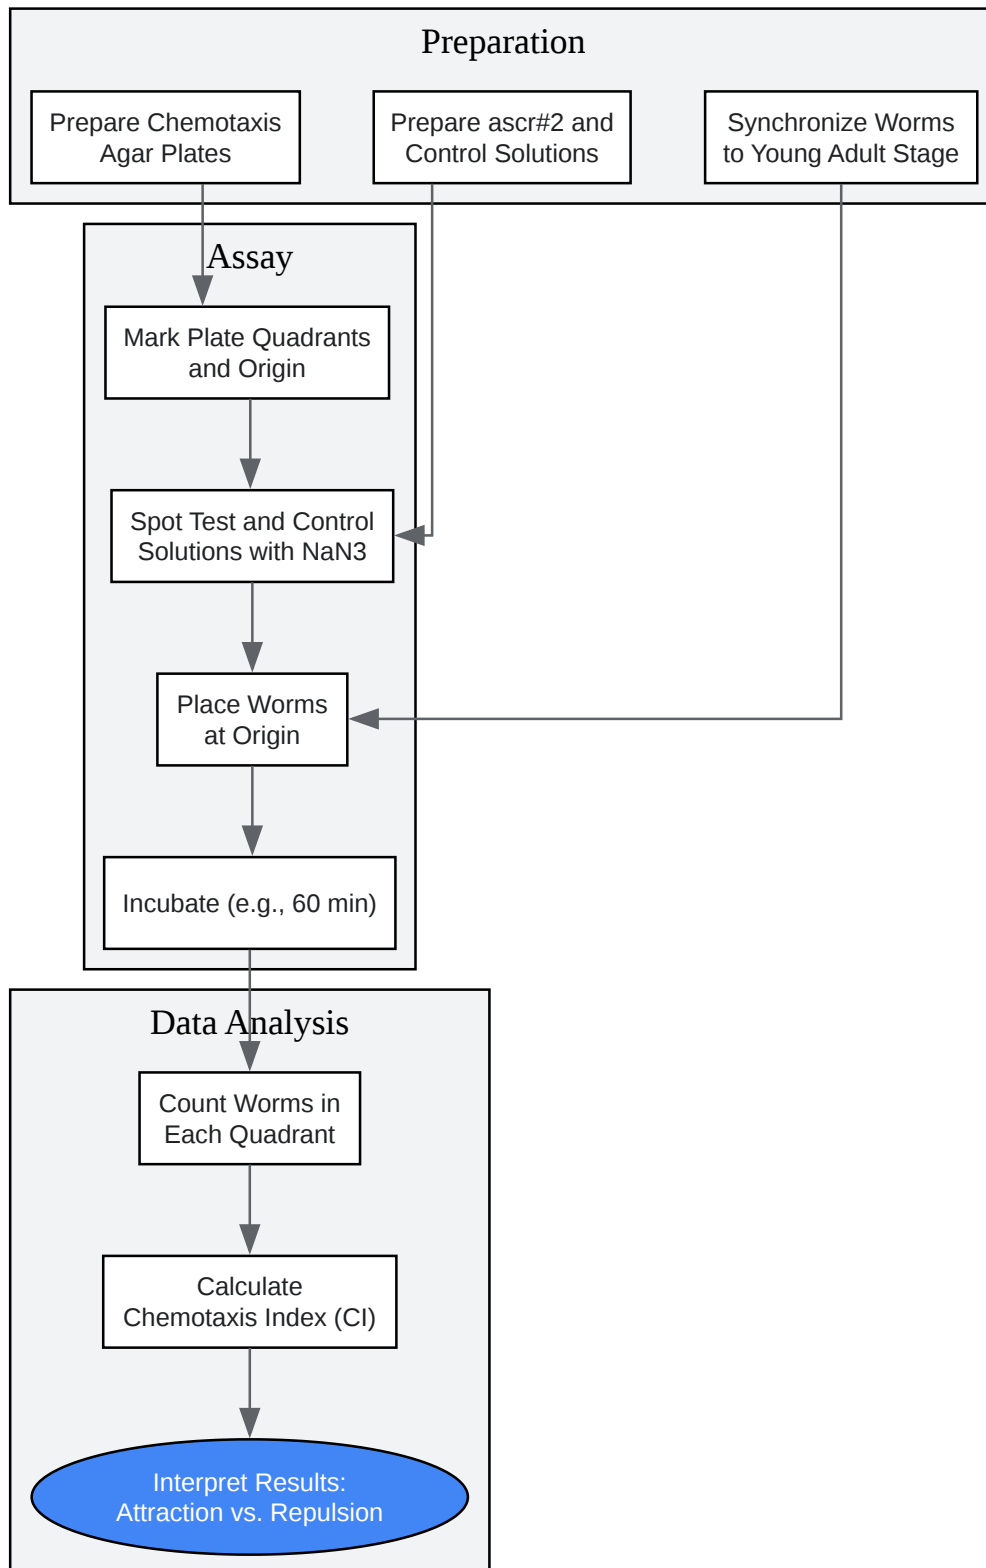 Preparation
Prepare Chemotaxis
Agar Plates
Prepare ascr#2 and
Control Solutions
Synchronize Worms
to Young Adult Stage
Assay
Mark Plate Quadrants
and Origin
Spot Test and Control
Solutions with NaN3
Place Worms
at Origin
Incubate (e.g., 60 min)
Data Analysis
Count Worms in
Each Quadrant
Calculate
Chemotaxis Index (CI)
Interpret Results:
Attraction vs. Repulsion